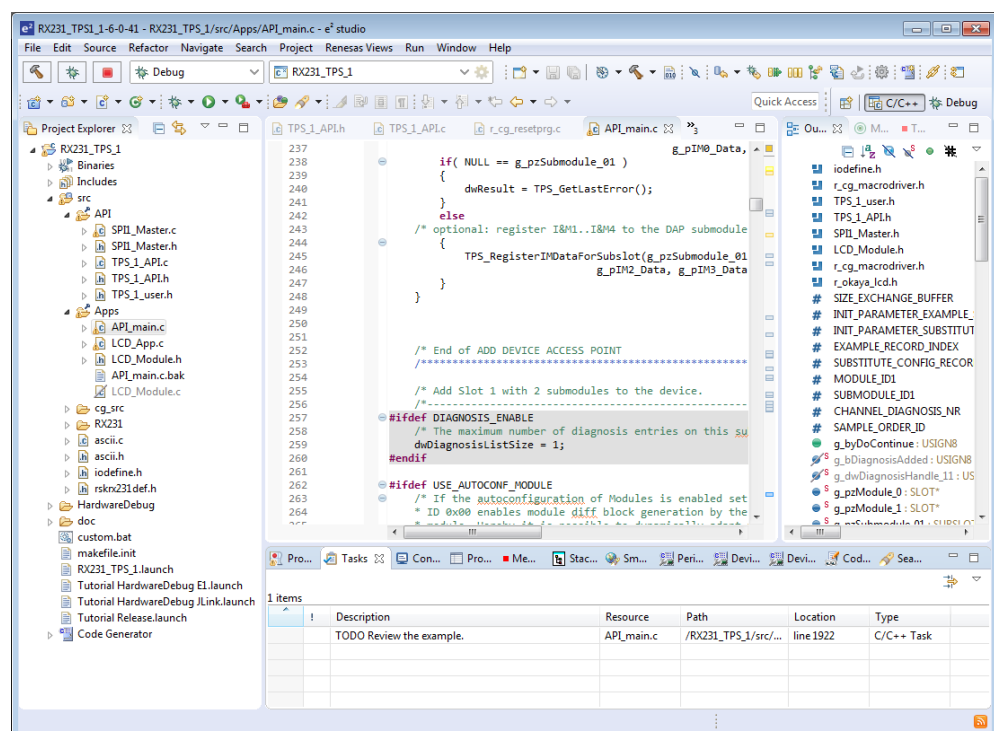 RX231_TPS1_1-6-0-41 - RX231_TPS_1/src/Apps/API_main.c - e² studio
File Edit Source Refactor Navigate Search Project Renesas Views Run Window Help
Debug RX231_TPS_1
Quick Access C/C++ Debug
Project Explorer
RX231_TPS_1
Binaries
Includes
src
API
SPI1_Master.c
SPI1_Master.h
TPS_1_API.c
TPS_1_API.h
TPS_1_user.h
Apps
API_main.c
LCD_App.c
LCD_Module.h
API_main.c.bak
LCD_Module.c
cg_src
RX231
ascii.c
ascii.h
iodefine.h
rskrx231def.h
HardwareDebug
doc
custom.bat
makefile.init
RX231_TPS_1.launch
Tutorial HardwareDebug E1.launch
Tutorial HardwareDebug JLink.launch
Tutorial Release.launch
Code Generator
TPS_1_API.h TPS_1_API.c r_cg_resetprg.c API_main.c »3
237 g_pIM0_Data,
238 if( NULL == g_pzSubmodule_01 )
239 {
240 dwResult = TPS_GetLastError();
241 }
242 else
243 /* optional: register I&M1..I&M4 to the DAP submodule
244 {
245 TPS_RegisterIMDataForSubslot(g_pzSubmodule_01
246 g_pIM2_Data, g_pIM3_Data
247 }
248 }
249
250
251
252 /* End of ADD DEVICE ACCESS POINT
253 /***************************************************
254
255 /* Add Slot 1 with 2 submodules to the device.
256 /*--------------------------------------------------
257 #ifdef DIAGNOSIS_ENABLE
258 /* The maximum number of diagnosis entries on this su
259 dwDiagnosisListSize = 1;
260 #endif
261
262 #ifdef USE_AUTOCONF_MODULE
263 /* If the autoconfiguration of Modules is enabled set
264 * ID 0x00 enables module diff block generation by the
Ou... M... T...
iodefine.h
r_cg_macrodriver.h
TPS_1_user.h
TPS_1_API.h
SPI1_Master.h
LCD_Module.h
r_cg_macrodriver.h
r_okaya_lcd.h
# SIZE_EXCHANGE_BUFFER
# INIT_PARAMETER_EXAMPLE_
# INIT_PARAMETER_SUBSTITUT
# EXAMPLE_RECORD_INDEX
# SUBSTITUTE_CONFIG_RECOR
# MODULE_ID1
# SUBMODULE_ID1
# CHANNEL_DIAGNOSIS_NR
# SAMPLE_ORDER_ID
g_byDoContinue : USIGN8
g_bDiagnosisAdded : USIGN8
g_dwDiagnosisHandle_11 : US
g_pzModule_0 : SLOT*
g_pzModule_1 : SLOT*
Pro... Tasks Con... Pro... Me... Stac... Sm... Peri... Devi... Devi... Cod... Sea...
1 items
! Description Resource Path Location Type
TODO Review the example. API_main.c /RX231_TPS_1/src/... line 1922 C/C++ Task